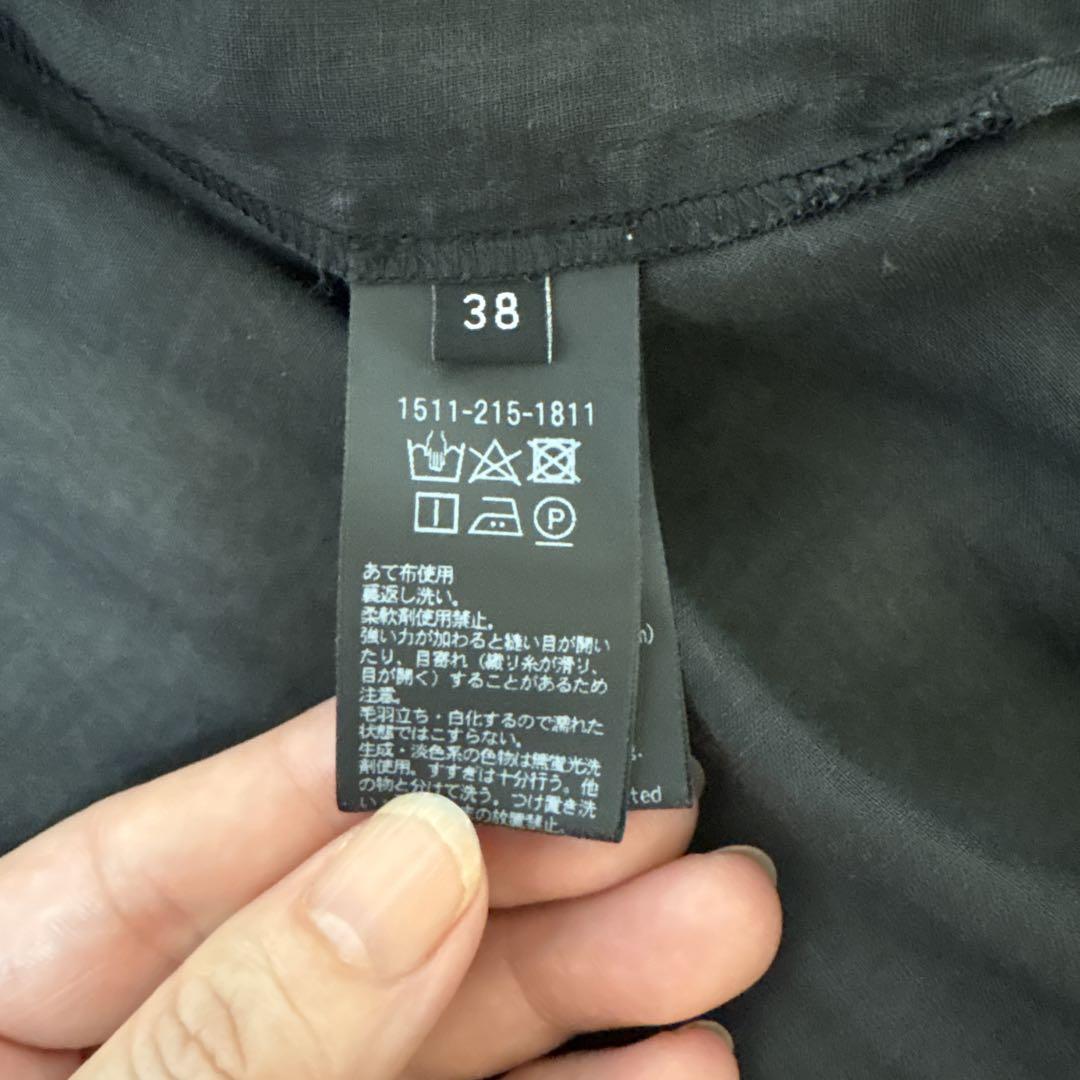 38
1511-215-1811
P
あて布使用
裏返し洗い。
柔軟剤使用禁止。
強い力が加わると縫い目が開い
たり、目寄れ（織り糸が滑り、
目が開く）することがあるため
注意。
毛羽立ち・白化するので濡れた
状態ではこすらない。
生成・淡色系の色物は無蛍光洗
剤使用。すすぎは十分行う。他
の物と分けて洗う。つけ置き洗
い の放置禁止。
ted